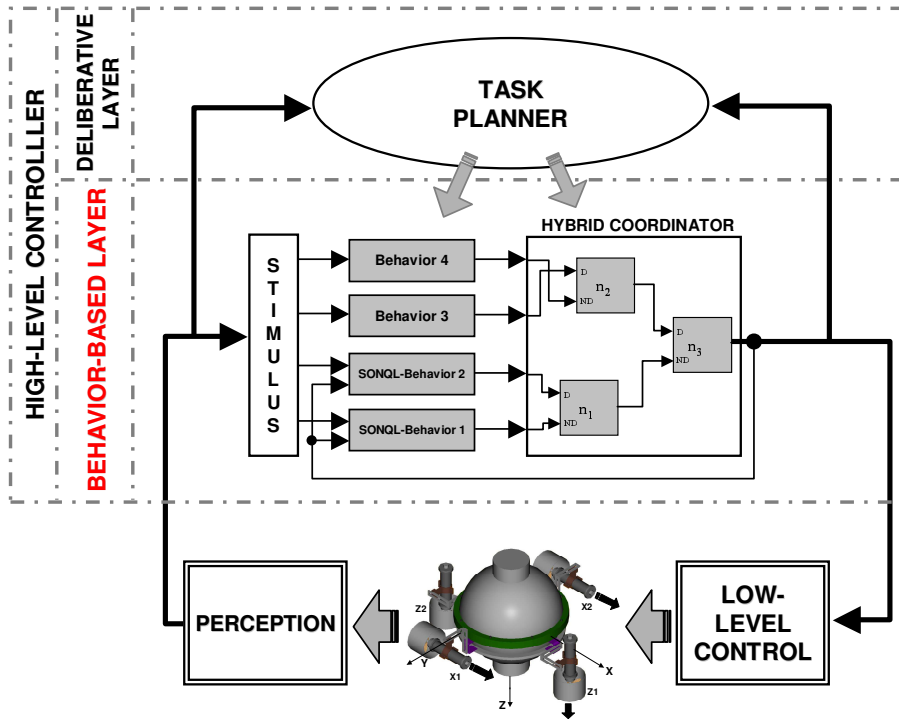 HIGH-LEVEL CONTROLLLER
DELIBERATIVE
LAYER
BEHAVIOR-BASED LAYER
TASK
PLANNER
HYBRID COORDINATOR
STIMULUS
Behavior 4
Behavior 3
SONQL-Behavior 2
SONQL-Behavior 1
D
ND
n2
D
ND
n3
D
ND
n1
PERCEPTION
Z2
X2
Y
X1
Z
X
Z1
LOW-
LEVEL
CONTROL